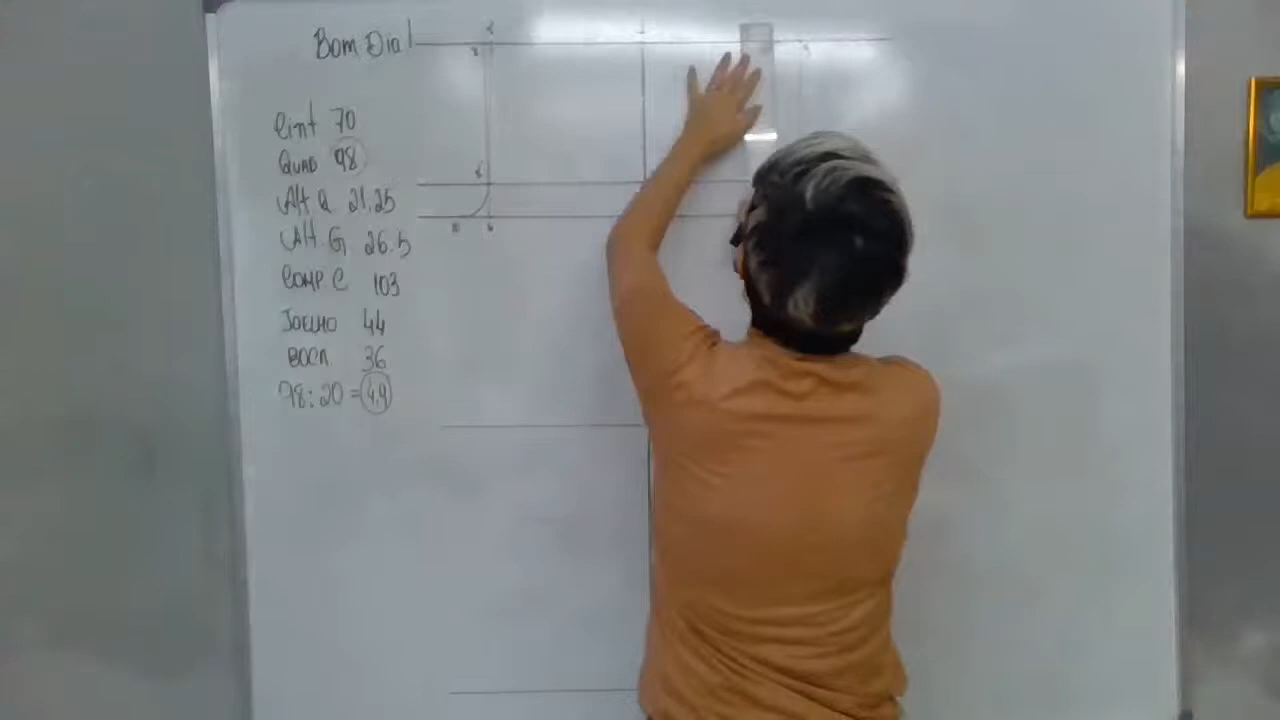 Bom Dia!
Cint 70
QUAD 98
Alt Q 21,25
Alt. G 26.5
COMP C 103
JOELHO 44
BOCA 36
98:20 = 4.9